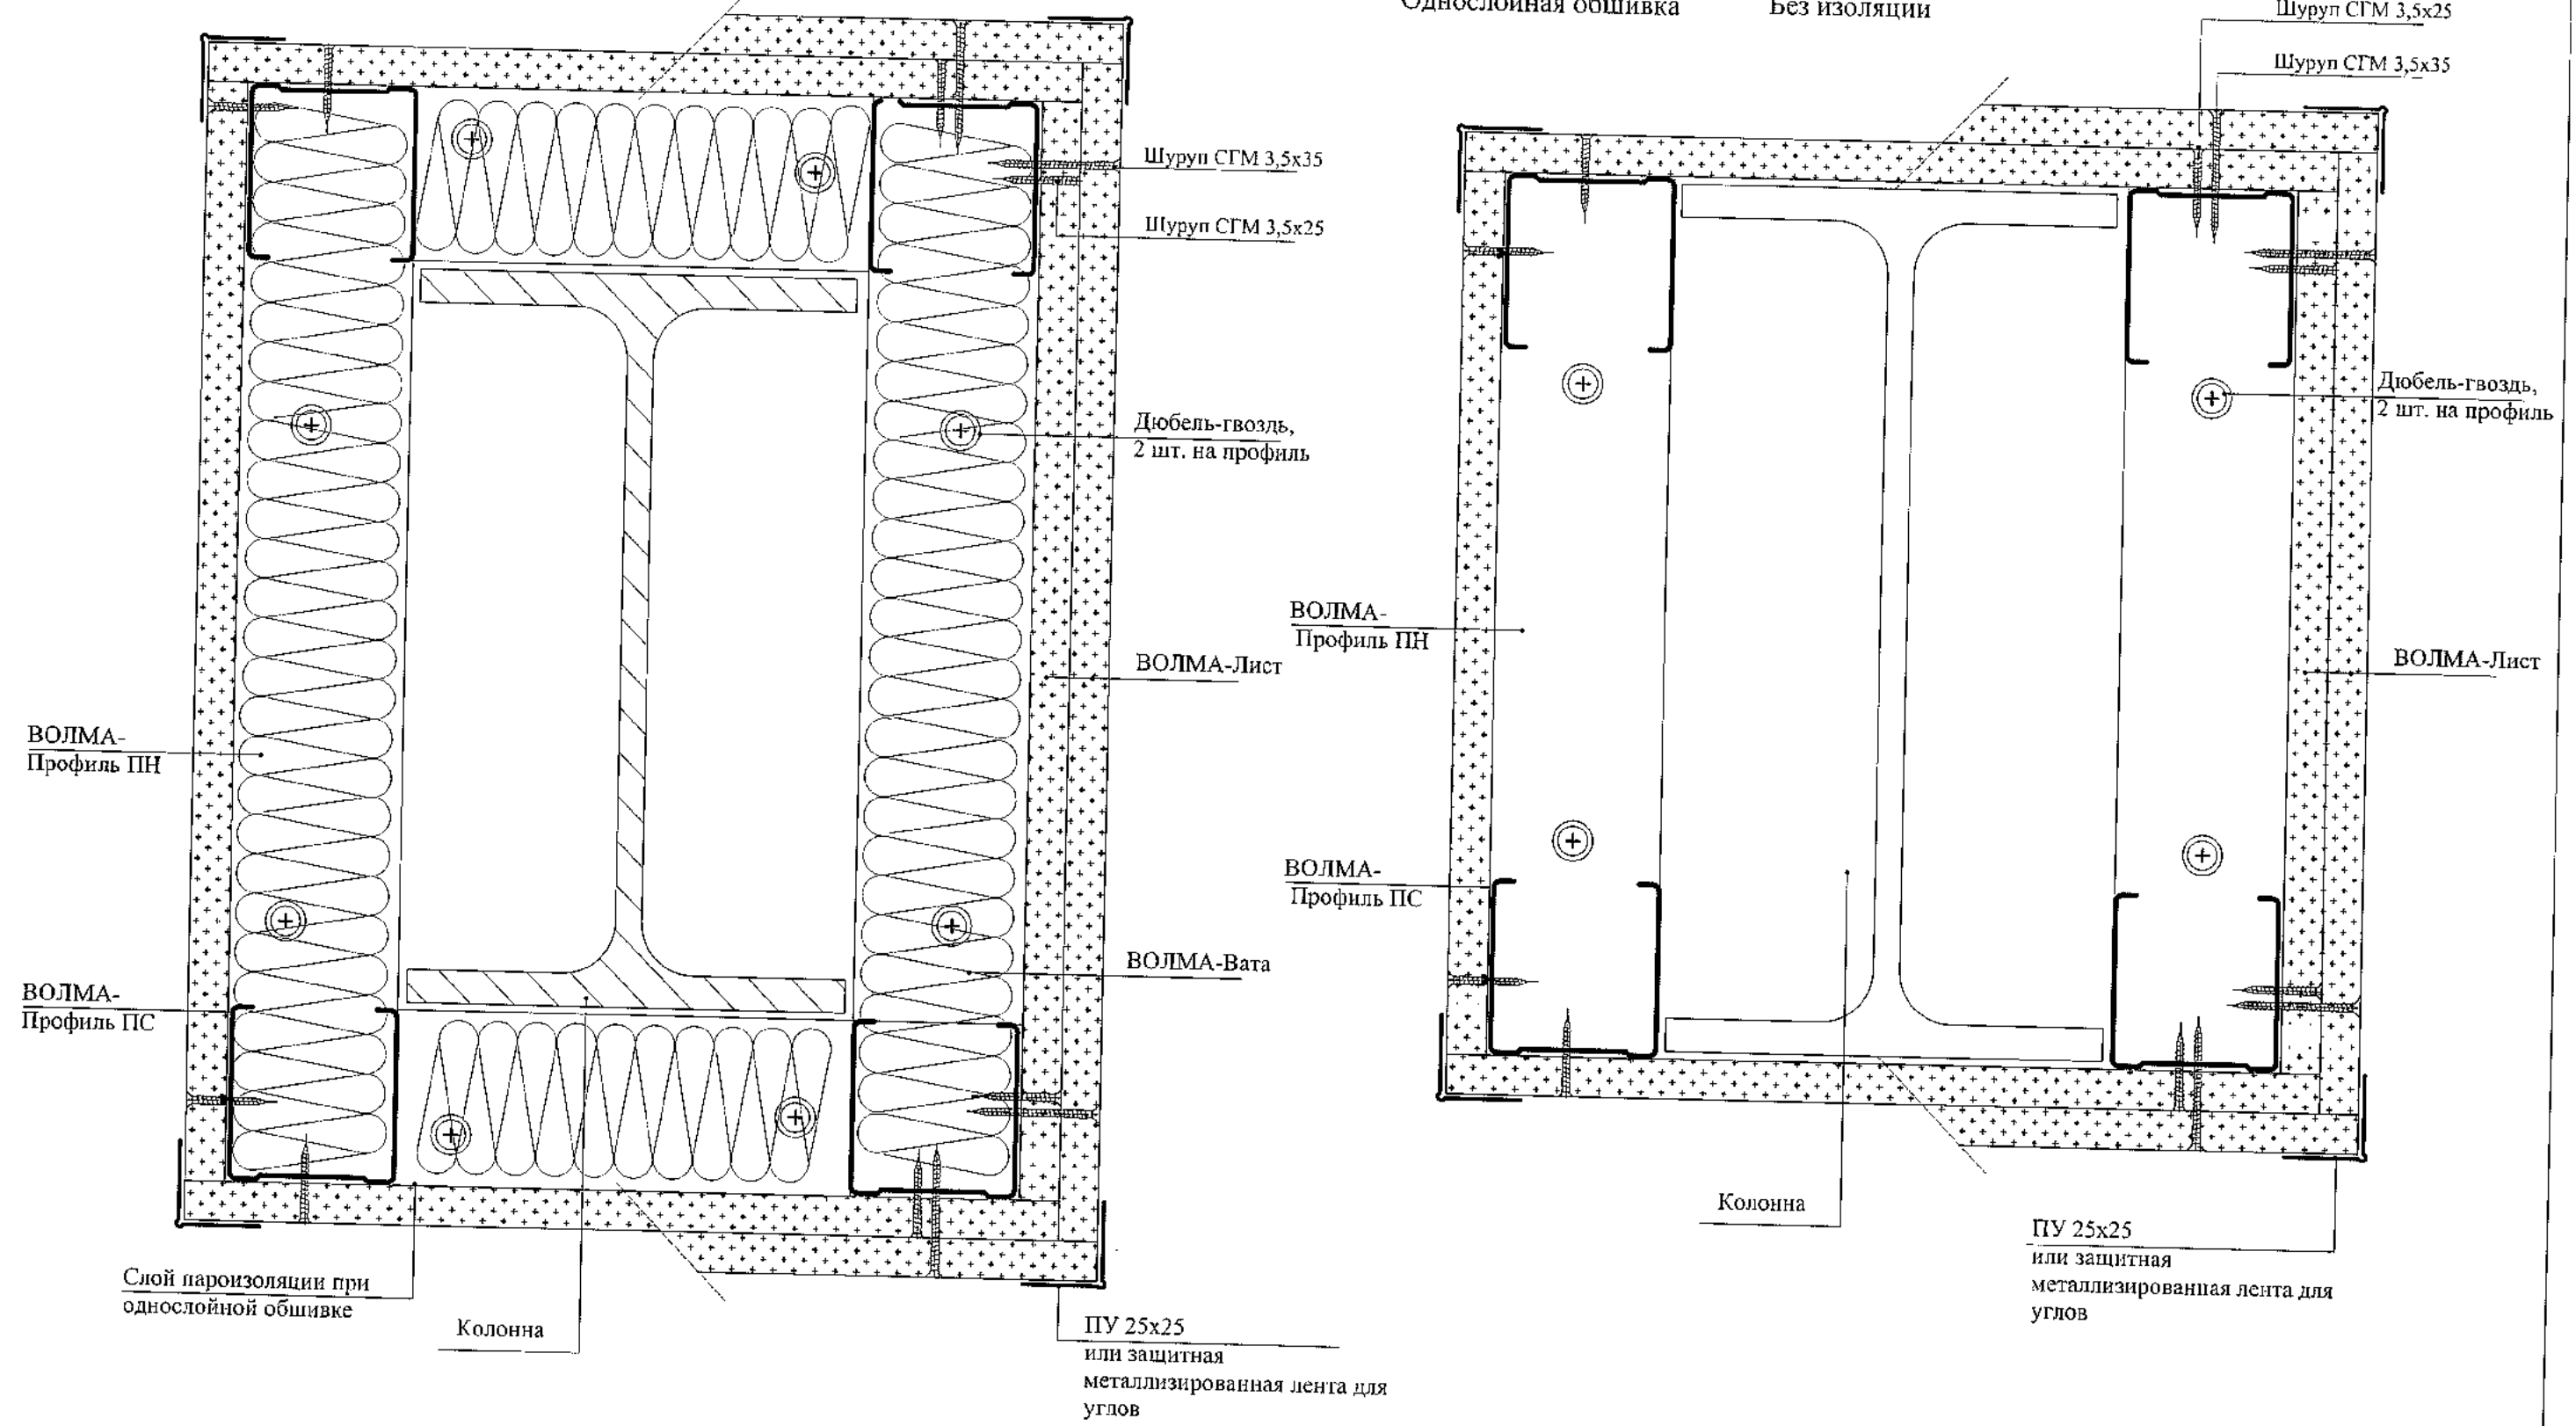 Однослойная обшивка
Без изоляции
Шуруп СГМ 3,5х25
Шуруп СГМ 3,5х35
Шуруп СГМ 3,5х35
Шуруп СГМ 3,5х25
Дюбель-гвоздь,
2 шт. на профиль
Дюбель-гвоздь,
2 шт. на профиль
ВОЛМА-
Профиль ПН
ВОЛМА-Лист
ВОЛМА-Лист
ВОЛМА-
Профиль ПН
ВОЛМА-
Профиль ПС
ВОЛМА-Вата
ВОЛМА-
Профиль ПС
Колонна
ПУ 25х25
или защитная
металлизированная лента для
углов
Слой пароизоляции при
однослойной обшивке
Колонна
ПУ 25х25
или защитная
металлизированная лента для
углов